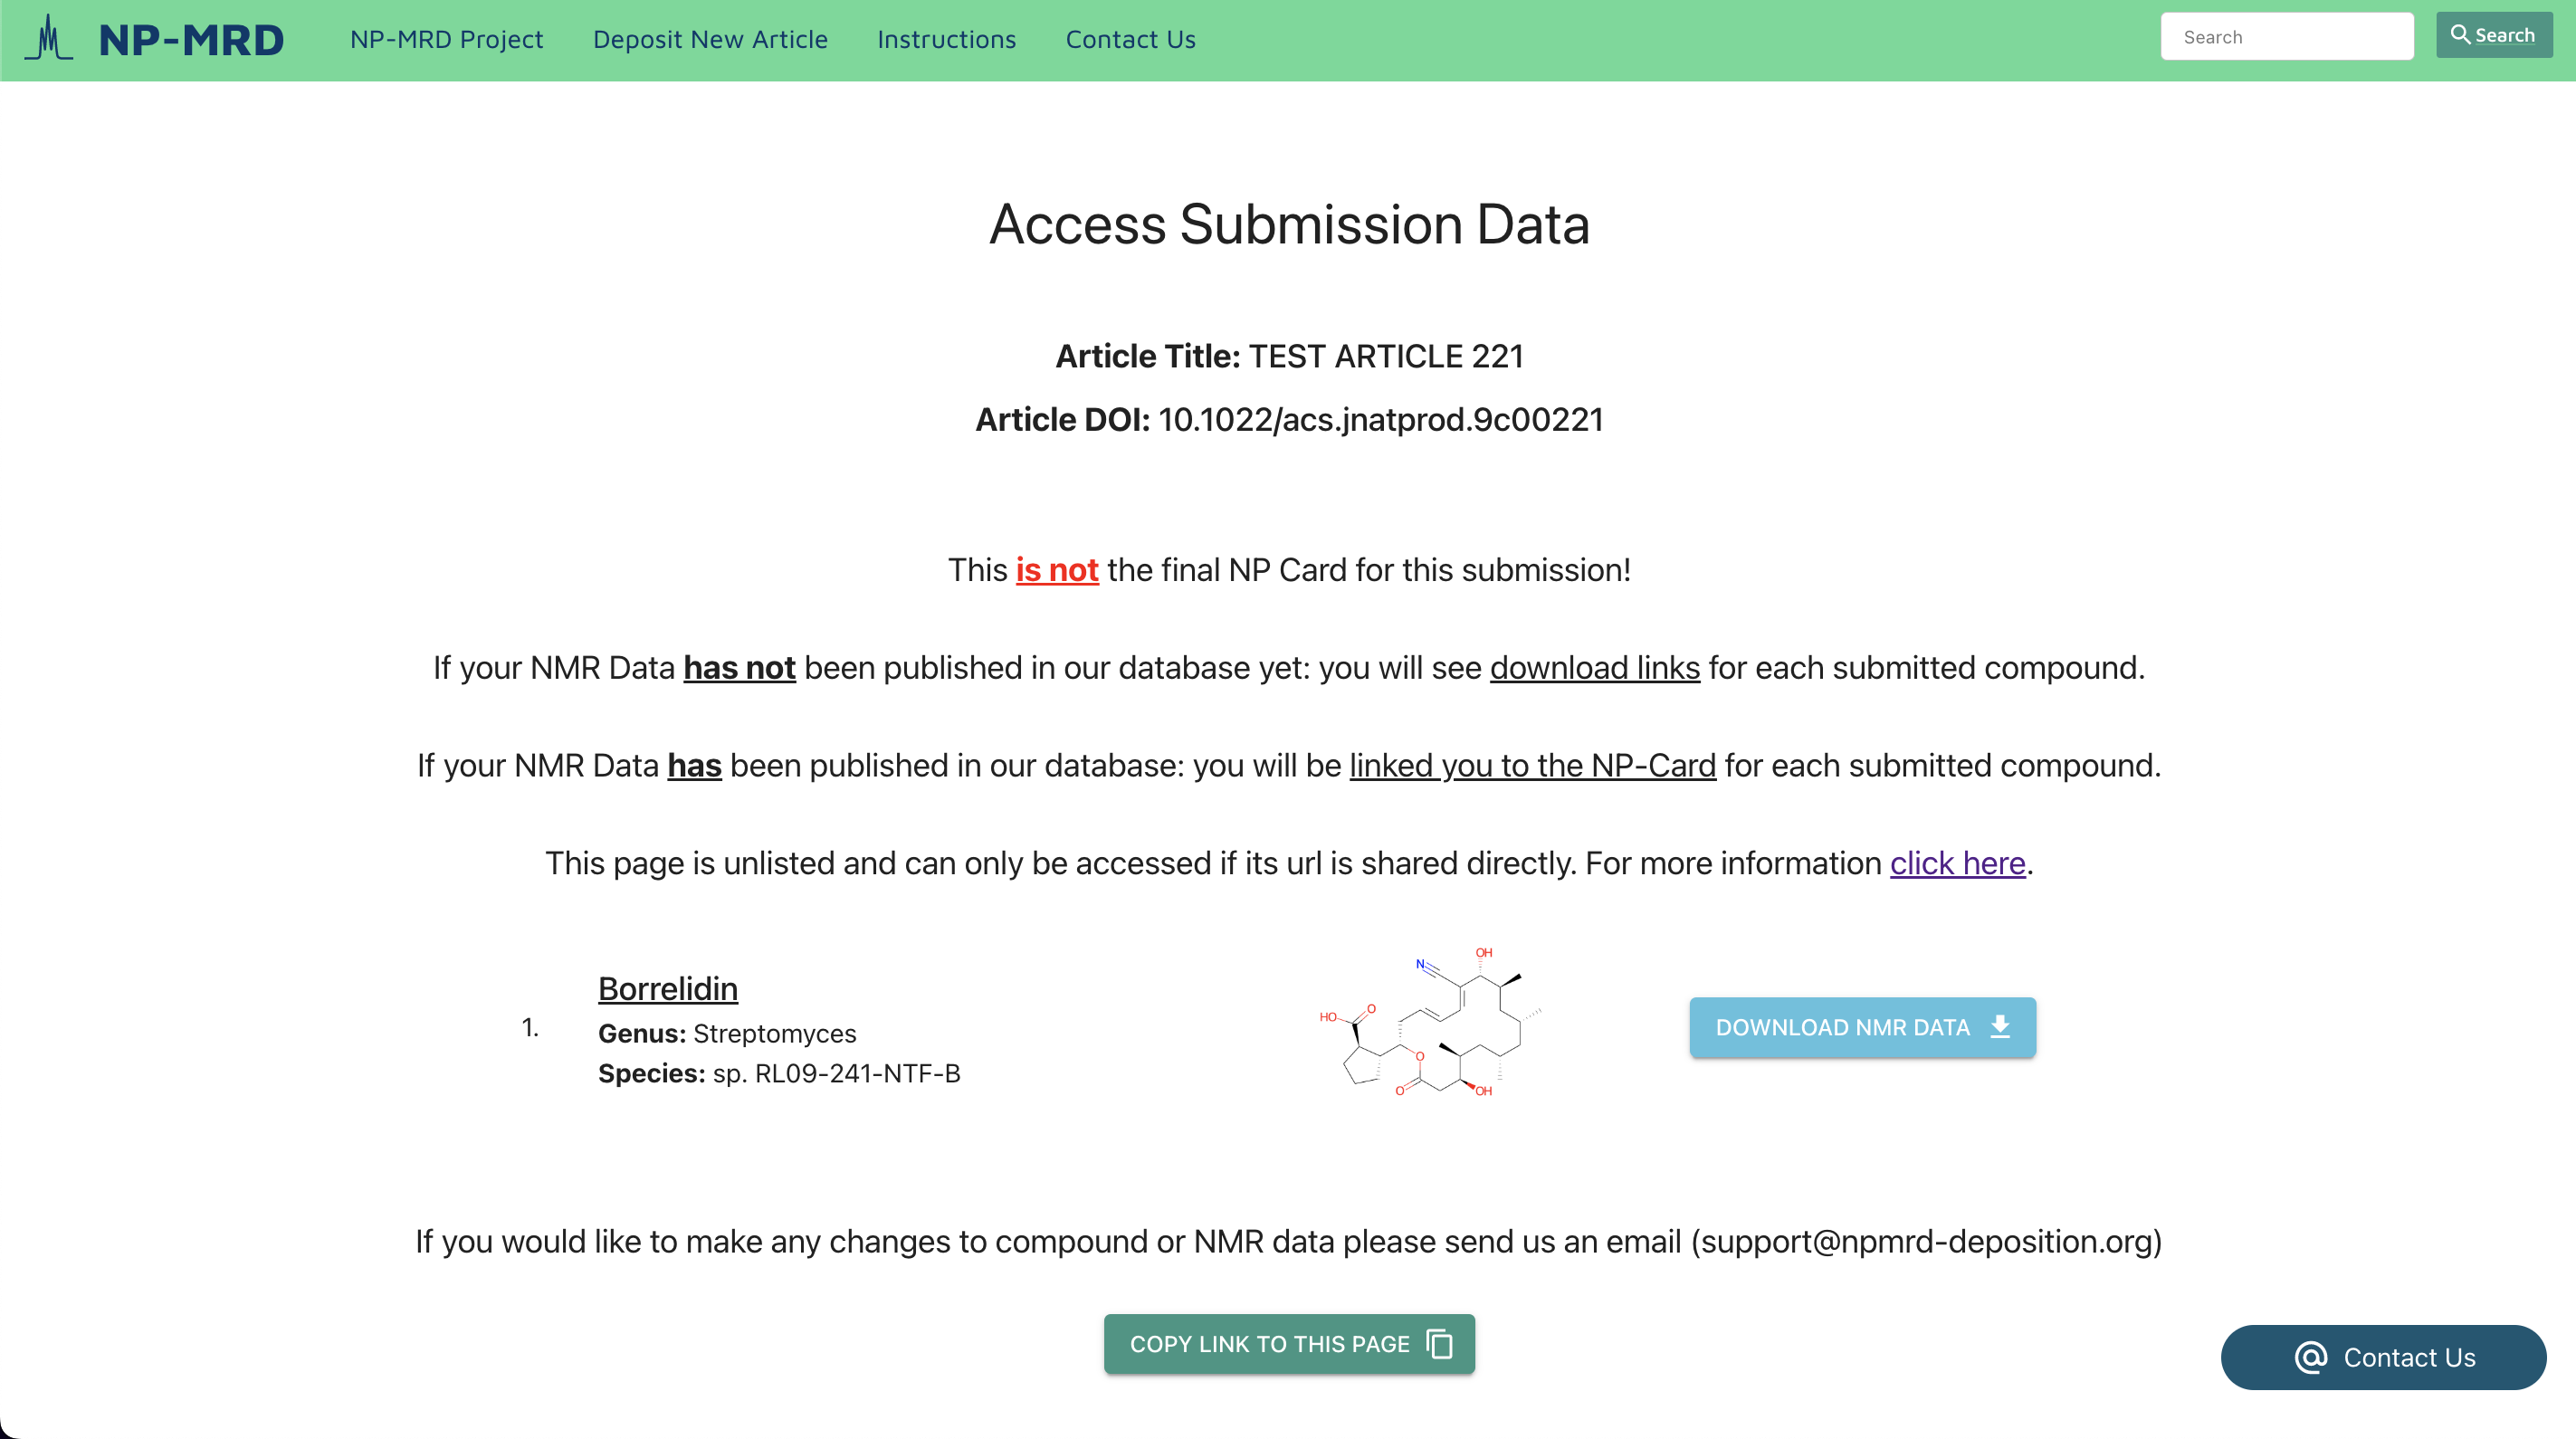 NP-MRD NP-MRD Project Deposit New Article Instructions Contact Us Search Search
Access Submission Data
Article Title: TEST ARTICLE 221
Article DOI: 10.1022/acs.jnatprod.9c00221
This is not the final NP Card for this submission!
If your NMR Data has not been published in our database yet: you will see download links for each submitted compound.
If your NMR Data has been published in our database: you will be linked you to the NP-Card for each submitted compound.
This page is unlisted and can only be accessed if its url is shared directly. For more information click here.
1.
Borrelidin
Genus: Streptomyces
Species: sp. RL09-241-NTF-B
OH
N
HO O
O
O OH
DOWNLOAD NMR DATA
If you would like to make any changes to compound or NMR data please send us an email (support@npmrd-deposition.org)
COPY LINK TO THIS PAGE
Contact Us